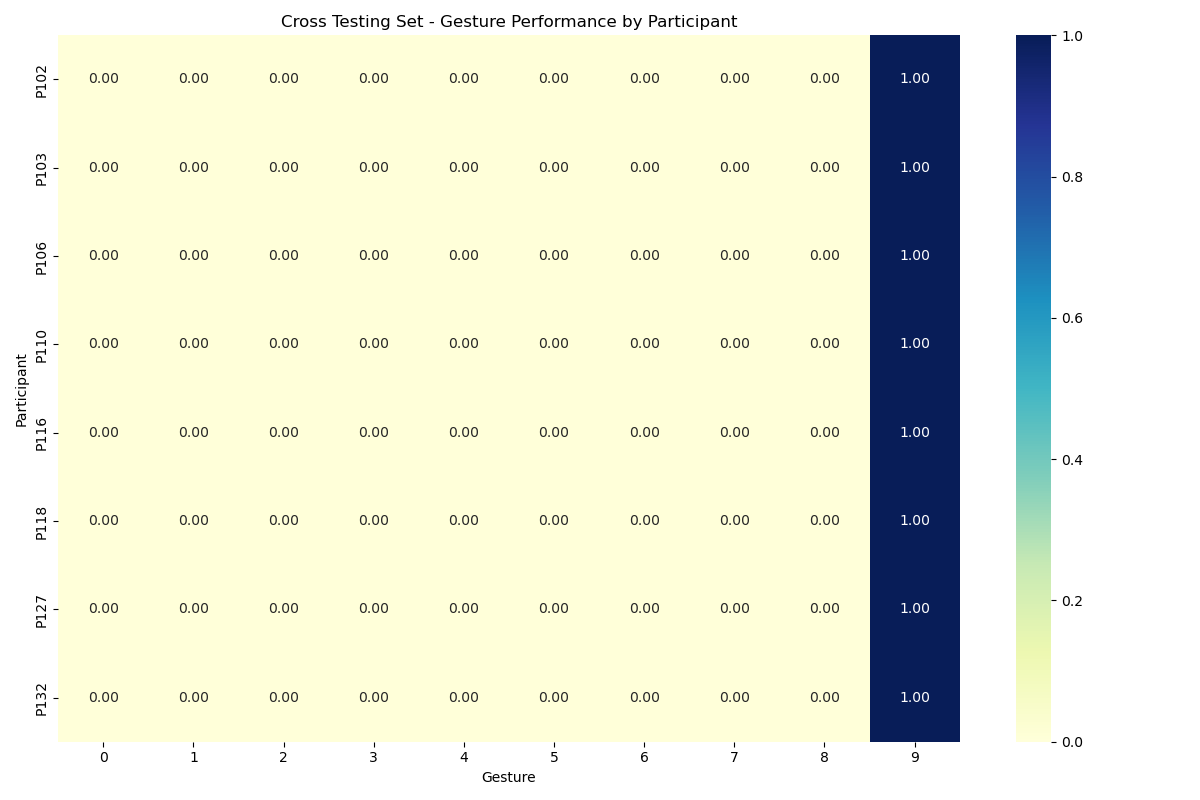 Cross Testing Set - Gesture Performance by Participant
P102 0.00 0.00 0.00 0.00 0.00 0.00 0.00 0.00 0.00 1.00
P103 0.00 0.00 0.00 0.00 0.00 0.00 0.00 0.00 0.00 1.00
P106 0.00 0.00 0.00 0.00 0.00 0.00 0.00 0.00 0.00 1.00
P110 0.00 0.00 0.00 0.00 0.00 0.00 0.00 0.00 0.00 1.00
P116 0.00 0.00 0.00 0.00 0.00 0.00 0.00 0.00 0.00 1.00
P118 0.00 0.00 0.00 0.00 0.00 0.00 0.00 0.00 0.00 1.00
P127 0.00 0.00 0.00 0.00 0.00 0.00 0.00 0.00 0.00 1.00
P132 0.00 0.00 0.00 0.00 0.00 0.00 0.00 0.00 0.00 1.00
0 1 2 3 4 5 6 7 8 9
Gesture
Participant
1.0
0.8
0.6
0.4
0.2
0.0